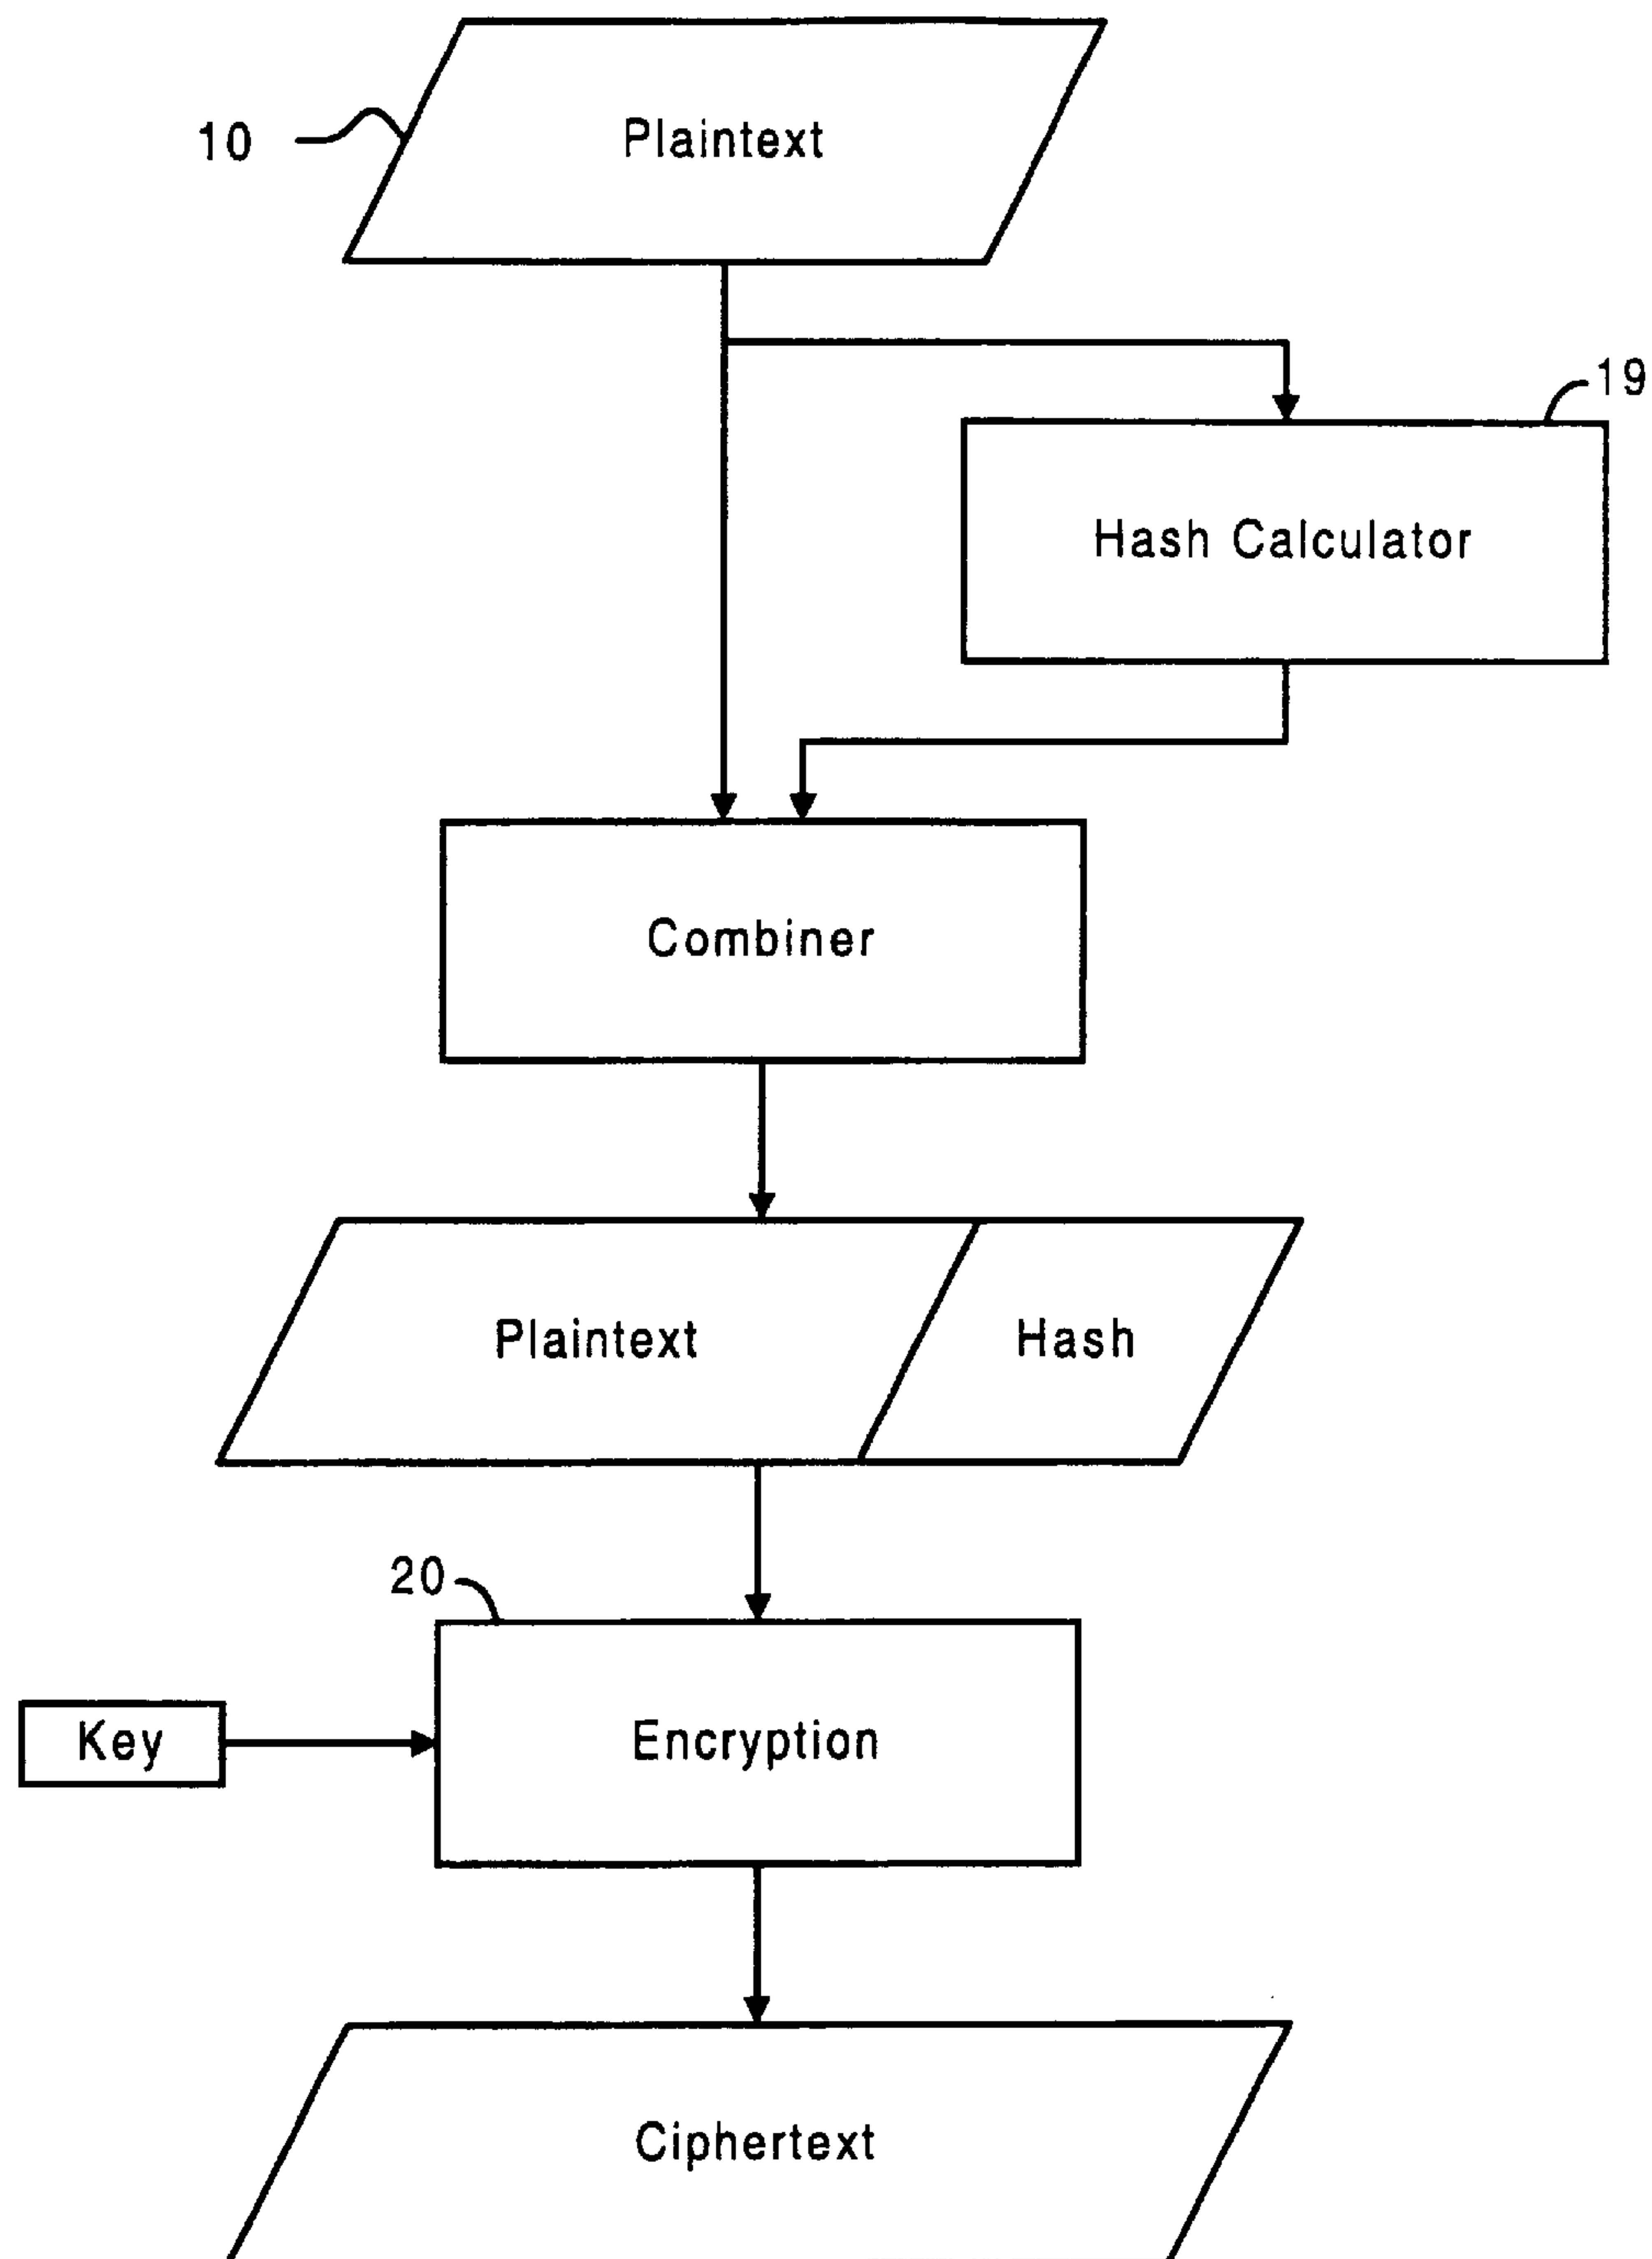 10
Plaintext
19
Hash Calculator
Combiner
Plaintext
Hash
20
Key
Encryption
Ciphertext